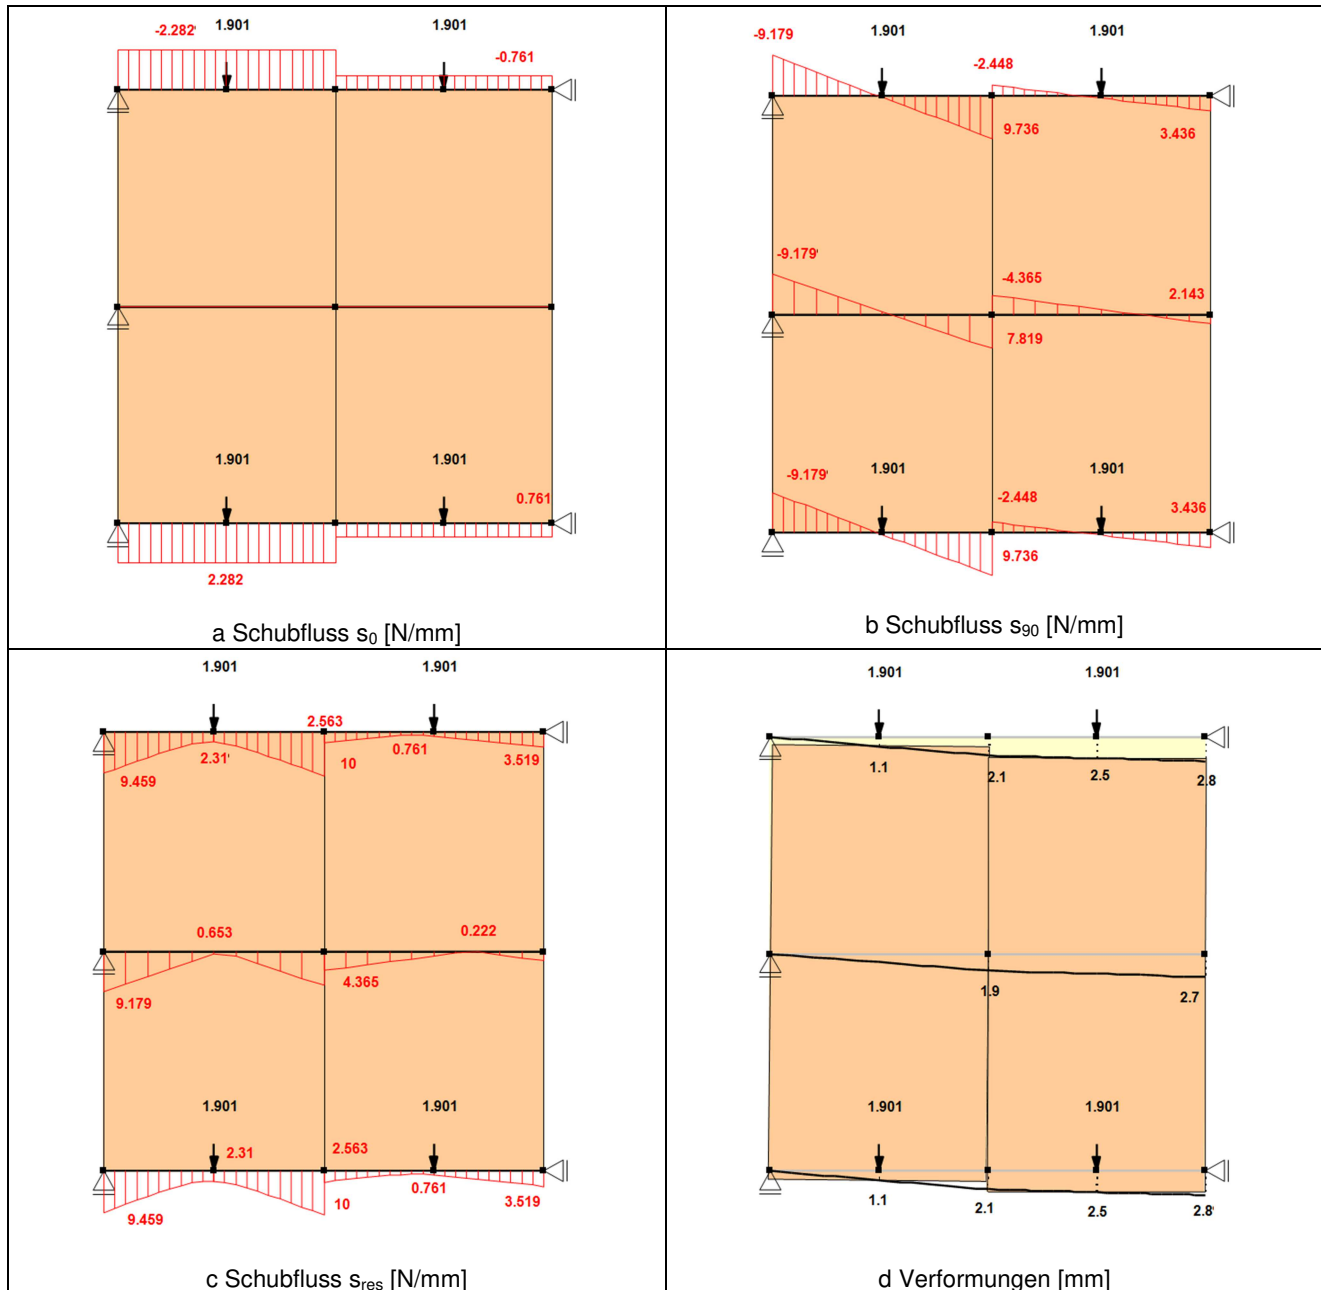 -2.282' 1.901 1.901
-0.761
1.901 1.901
0.761
2.282
a Schubfluss s0 [N/mm]
-9.179 1.901 1.901
-2.448
9.736 3.436
-9.179' -4.365 2.143
7.819
-9.179' 1.901 1.901
-2.448 3.436
9.736
b Schubfluss s90 [N/mm]
1.901 1.901
2.563
2.31' 0.761
9.459 10 3.519
0.653 0.222
9.179 4.365
1.901 1.901
2.31 2.563
0.761
9.459 10 3.519
c Schubfluss sres [N/mm]
1.901 1.901
1.1 2.1 2.5 2.8
1.9 2.7
1.901 1.901
1.1 2.1 2.5 2.8'
d Verformungen [mm]